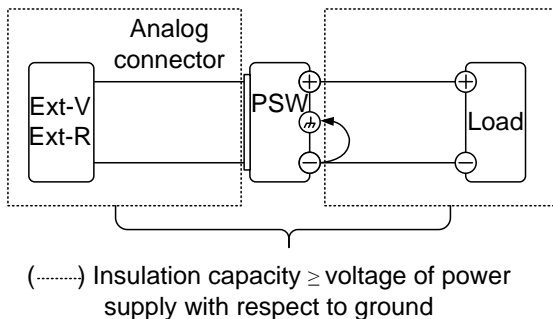 Analog
connector
Ext-V
Ext-R
PSW
Load
+
+
-
-
(........) Insulation capacity ≥ voltage of power
supply with respect to ground